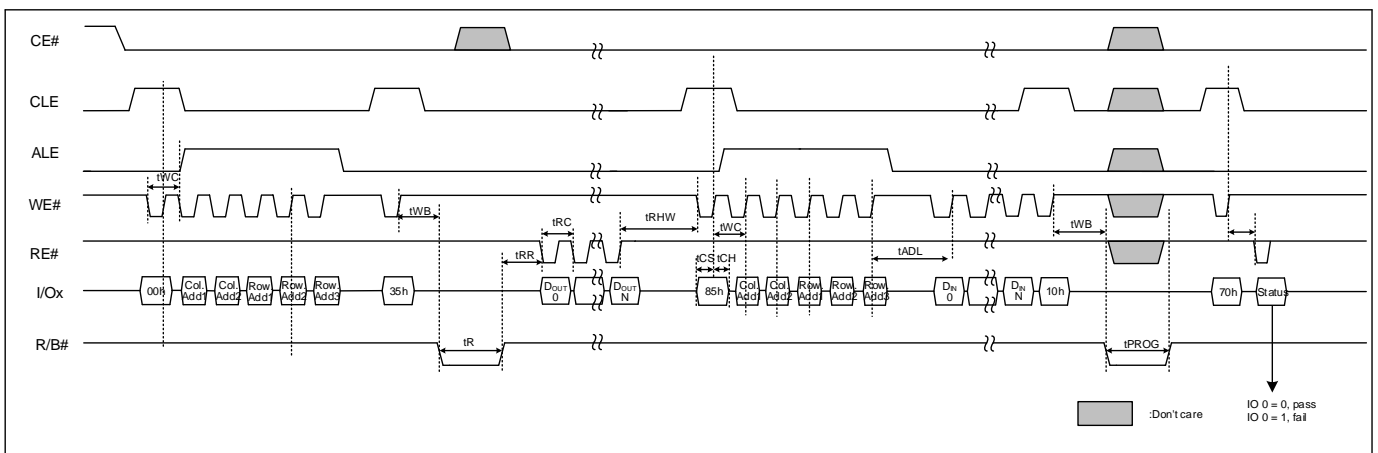 CE#
CLE
ALE
tWC
WE#
tWB
tRC
tRHW
tWC
tWB
RE#
tRR
tCS
tCH
tADL
I/Ox
00h
Col. Add1
Col. Add2
Row. Add1
Row. Add2
Row. Add3
35h
DOUT 0
DOUT N
85h
Col. Add1
Col. Add2
Row. Add1
Row. Add2
Row. Add3
DIN 0
DIN N
10h
70h
Status
R/B#
tR
tPROG
:Don't care
IO 0 = 0, pass
IO 0 = 1, fail